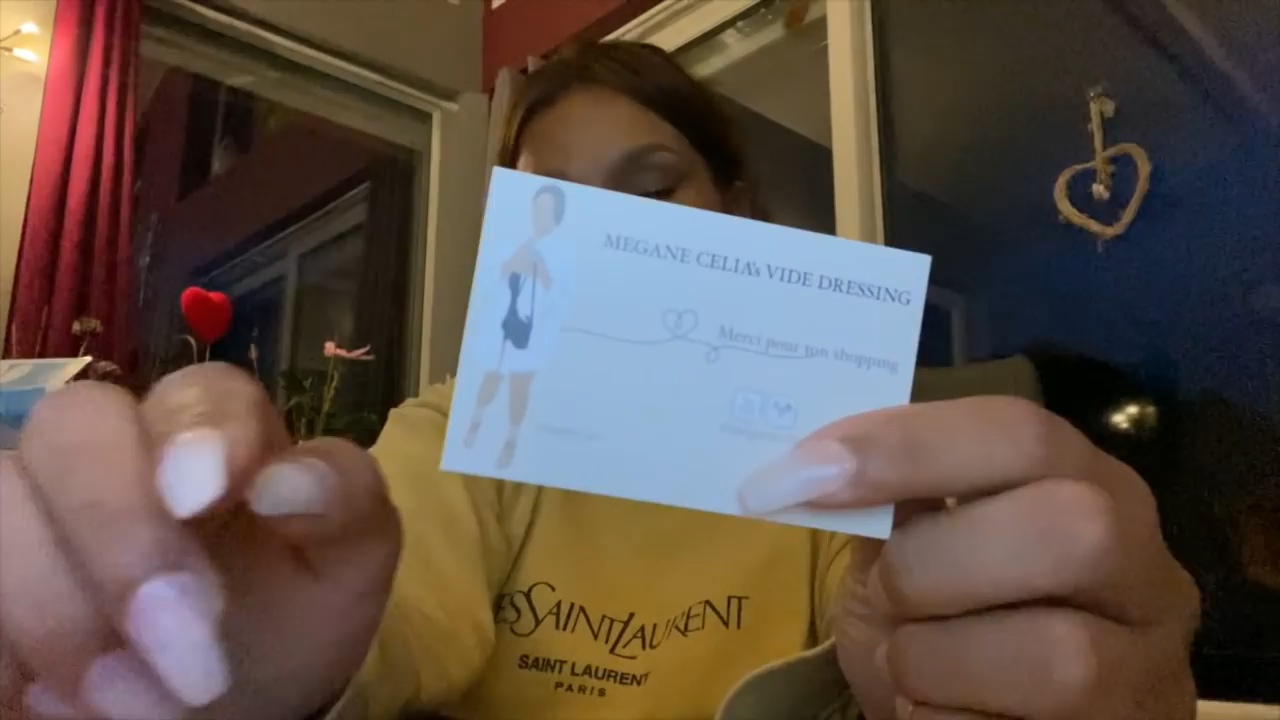 MEGANE CELIA's VIDE DRESSING
Merci pour ton shopping
YVES SAINT LAURENT
SAINT LAURENT
PARIS